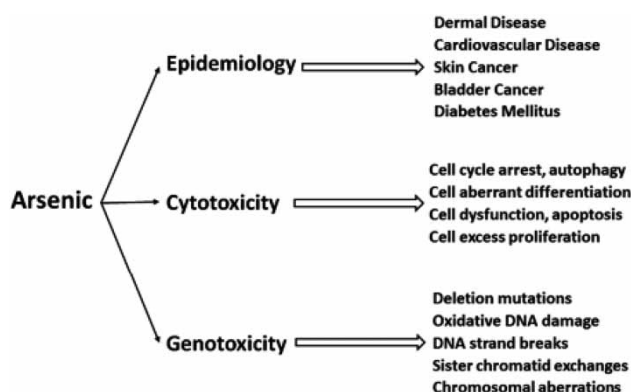 Dermal Disease
Cardiovascular Disease
Epidemiology
Skin Cancer
Bladder Cancer
Diabetes Mellitus
Cell cycle arrest, autophagy
Cell aberrant differentiation
Arsenic
Cytotoxicity
Cell dysfunction, apoptosis
Cell excess proliferation
Deletion mutations
Oxidative DNA damage
Genotoxicity
DNA strand breaks
Sister chromatid exchanges
Chromosomal aberrations